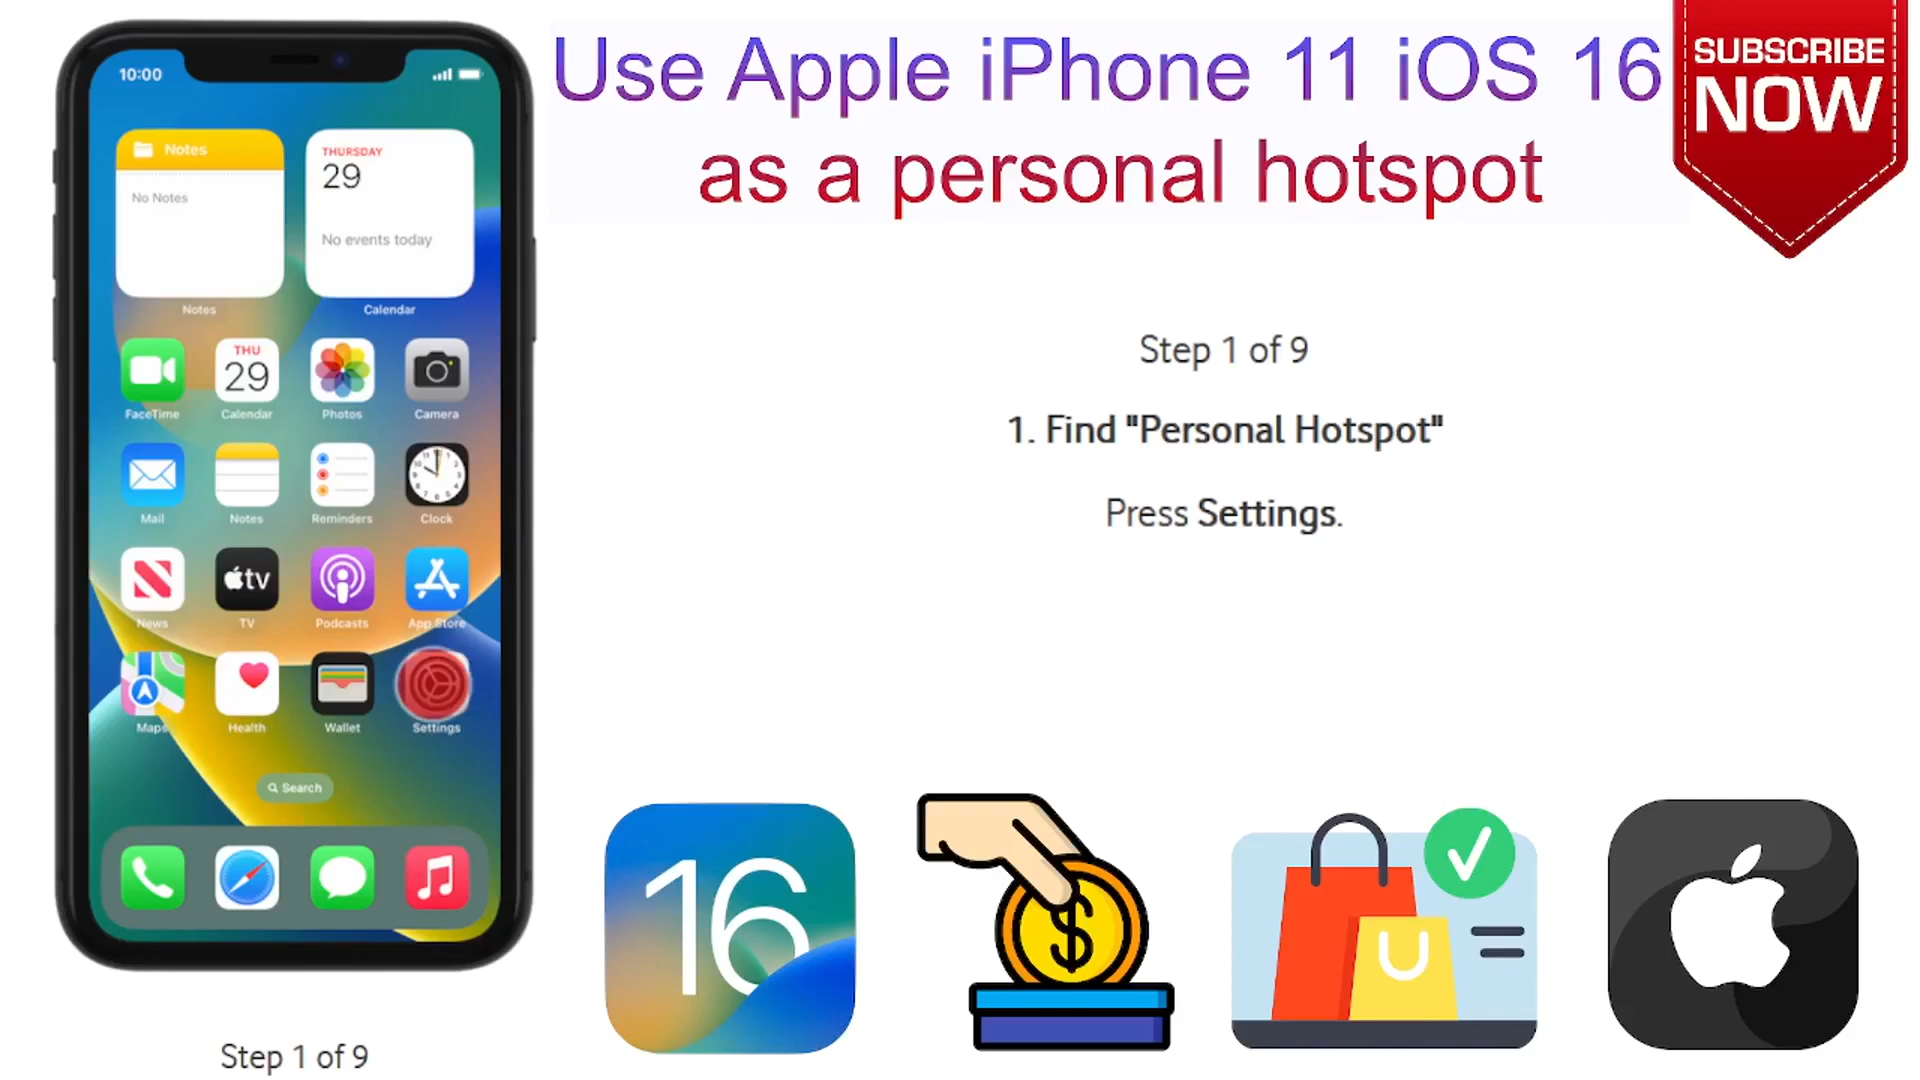 10:00
Notes
No Notes
Notes
THURSDAY
29
No events today
Calendar
FaceTime
THU
29
Calendar
Photos
Camera
Mail
Notes
Reminders
Clock
News
tv
TV
Podcasts
App Store
Maps
Health
Wallet
Settings
Search
Step 1 of 9
Use Apple iPhone 11 iOS 16
as a personal hotspot
SUBSCRIBE
NOW
Step 1 of 9
1. Find "Personal Hotspot"
Press Settings.
16
$